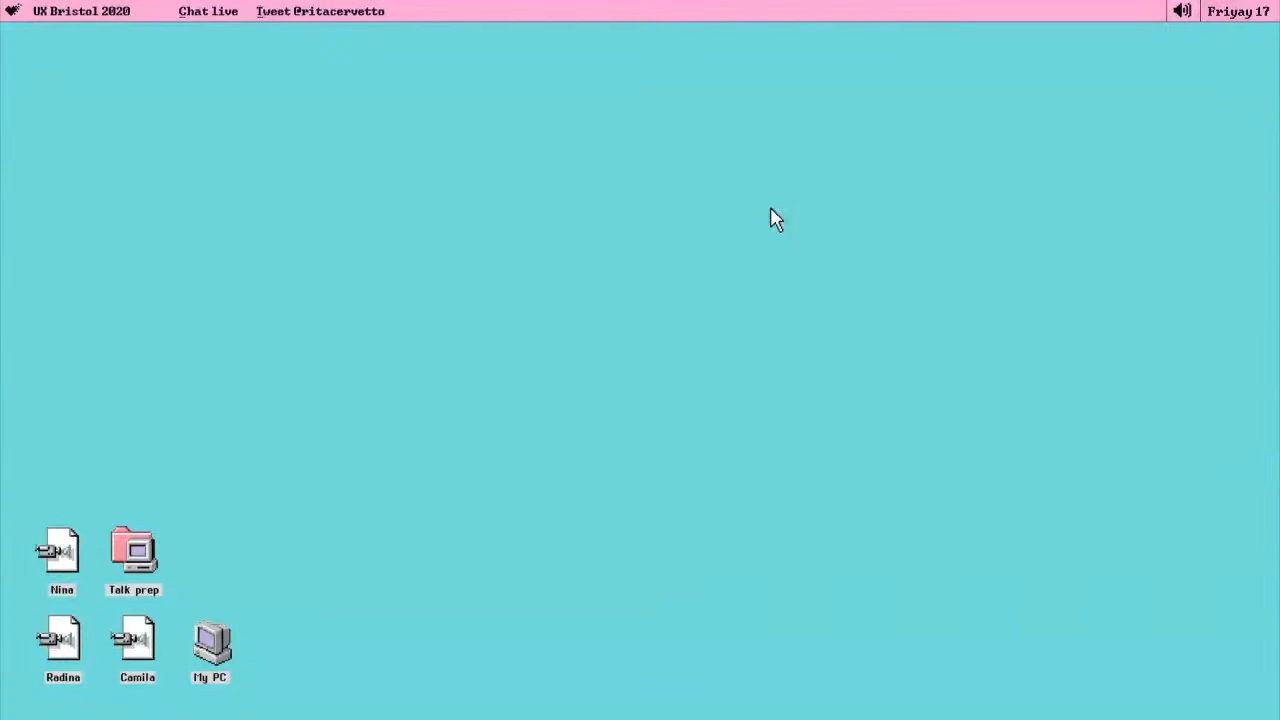 UX Bristol 2020 Chat live Tweet @ritacervetto Friyay 17
Nina Talk prep
Radina Camila My PC